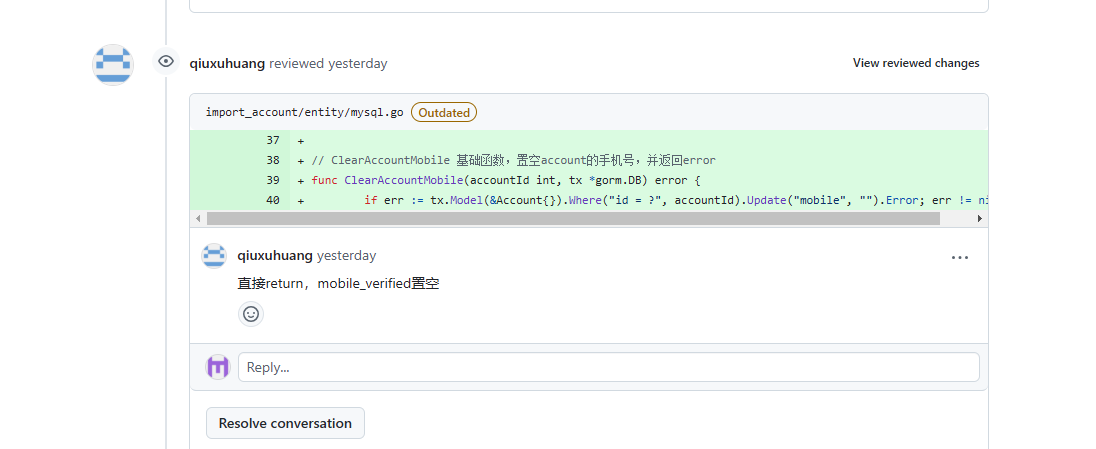 qiuxuhuang reviewed yesterday
View reviewed changes
import_account/entity/mysql.go Outdated
37 +
38 + // ClearAccountMobile 基础函数，置空account的手机号，并返回error
39 + func ClearAccountMobile(accountId int, tx *gorm.DB) error {
40 + if err := tx.Model(&Account{}).Where("id = ?", accountId).Update("mobile", "").Error; err != ni
qiuxuhuang yesterday
直接return，mobile_verified置空
Reply...
Resolve conversation